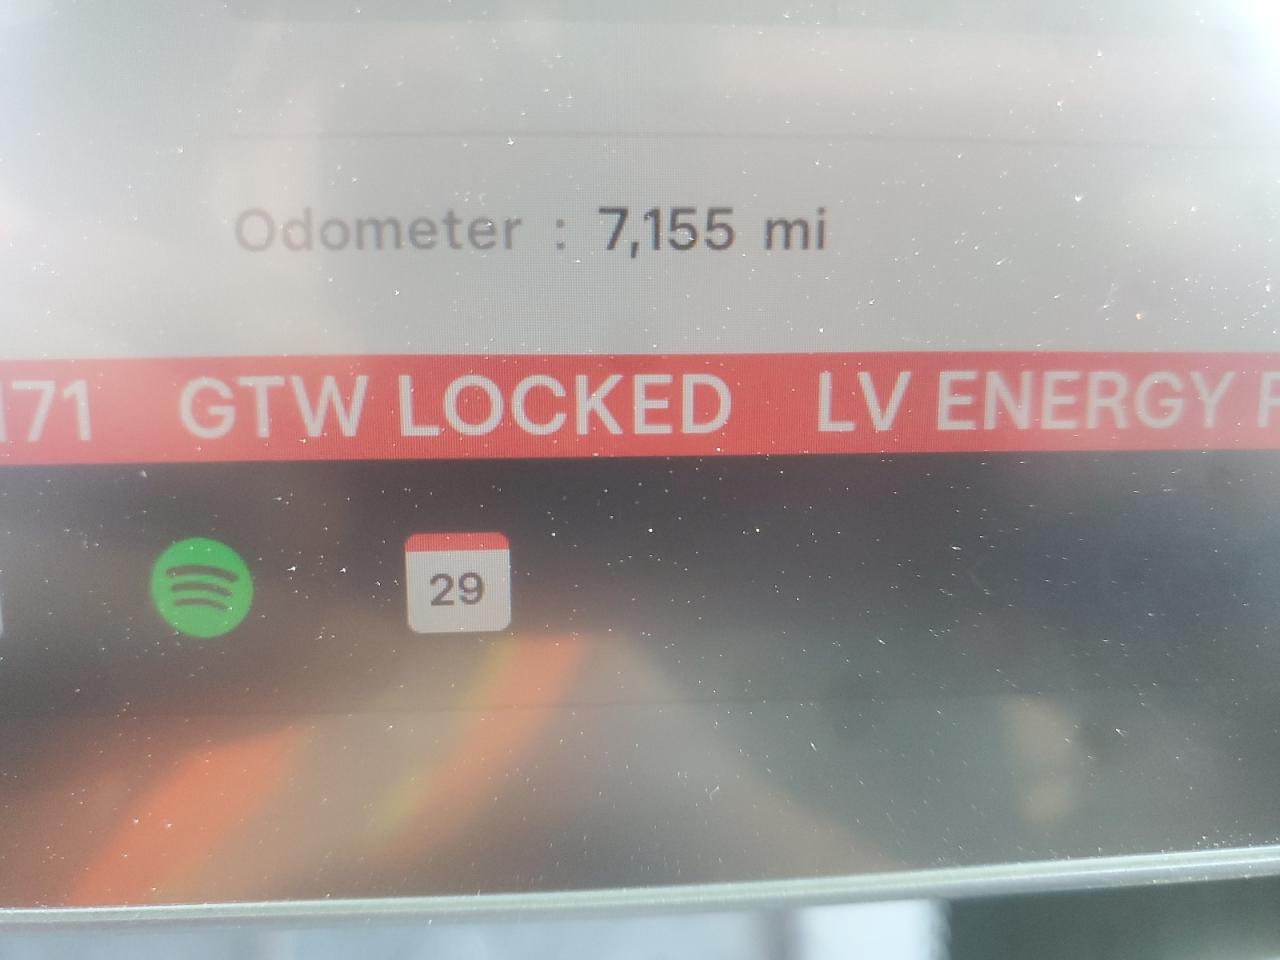 Odometer : 7,155 mi
171 GTW LOCKED LV ENERGY
29